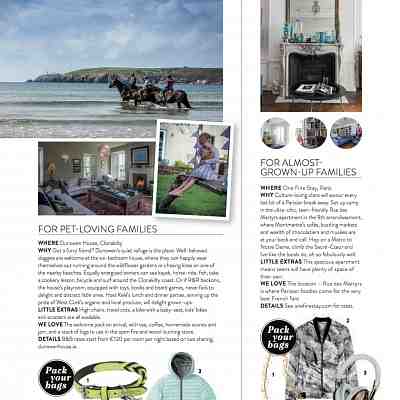 FOR PET-LOVING FAMILIES
WHERE Dunowen House, Clonakilty
WHY Got a furry friend? Dunowen's quiet refuge is the place. Well-behaved
doggies are welcome at the six-bedroom house, where they can happily wear
themselves out running around the wildflower gardens or chasing kites on one of
the nearby beaches. Equally energised owners can sea kayak, horse-ride, fish, take
a cookery lesson, bicycle and surf around the Clonakilty coast.
the house's playroom, equipped with toys, books and board games, never fails to
delight and distract little ones. Host Kela's lunch and dinner parties, serving up the
pride of West Cork's organic and local produce, will delight grown-ups.
LITTLE EXTRAS High chairs, travel cots, a bike with a baby-seat, kids' bikes
and scooters are all available.
WHY WE LOVE The welcome pack on arrival, with tea, coffee, homemade scones and
jam, and a stack of logs to use in the open fire and wood-burning stove.
DETAILS B&B rates start from €120 per room per night based on two sharing,
dunowenhouse.ie
Pack
your
bags
1
2
FOR ALMOST-
GROWN-UP FAMILIES
WHERE One Fine Stay, Paris
WHY Culture-loving clans will savour every
last bit of a Parisian break away. Set up camp
in the ultra-chic, teen-friendly Rue des
Martyrs apartment in the 9th arrondissement,
where Montmartre's cafés, bustling markets
and wealth of chocolatiers and musées are
at your beck and call. Hop on a Metro to
Notre Dame, climb the Sacré-Coeur and
live like the locals do, oh so fabulously well.
LITTLE EXTRAS This spacious apartment
means teens will have plenty of space of
their own.
WE LOVE The location — Rue des Martyrs
is where Parisian foodies come for the very
best French fare.
DETAILS See onefinestay.com for rates.
Pack
your
bags
1
2
3